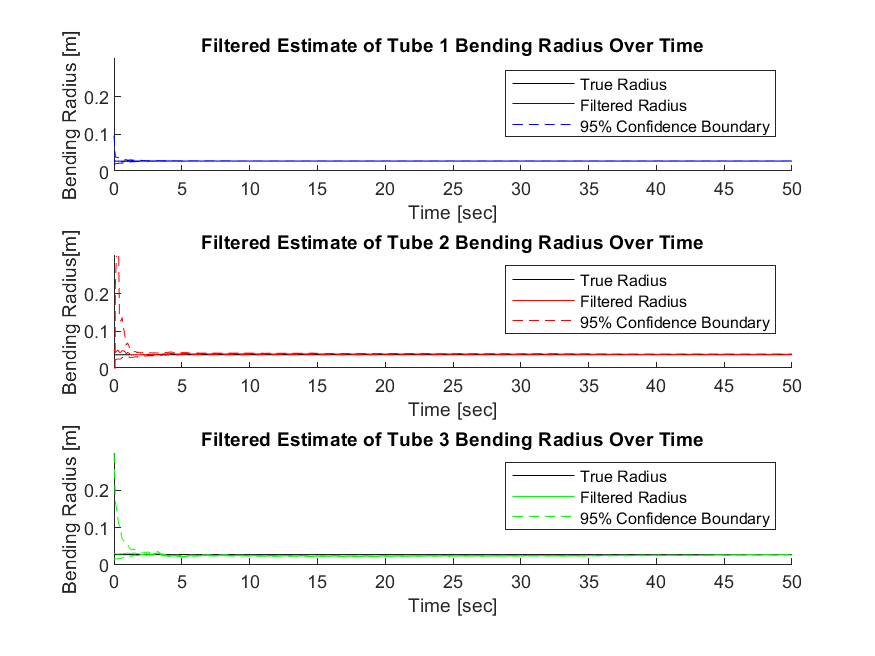 Filtered Estimate of Tube 1 Bending Radius Over Time
Bending Radius [m]
0.2
0.1
0
True Radius
Filtered Radius
95% Confidence Boundary
0 5 10 15 20 25 30 35 40 45 50
Time [sec]
Filtered Estimate of Tube 2 Bending Radius Over Time
Bending Radius[m]
0.2
0.1
0
True Radius
Filtered Radius
95% Confidence Boundary
0 5 10 15 20 25 30 35 40 45 50
Time [sec]
Filtered Estimate of Tube 3 Bending Radius Over Time
Bending Radius [m]
0.2
0.1
0
True Radius
Filtered Radius
95% Confidence Boundary
0 5 10 15 20 25 30 35 40 45 50
Time [sec]